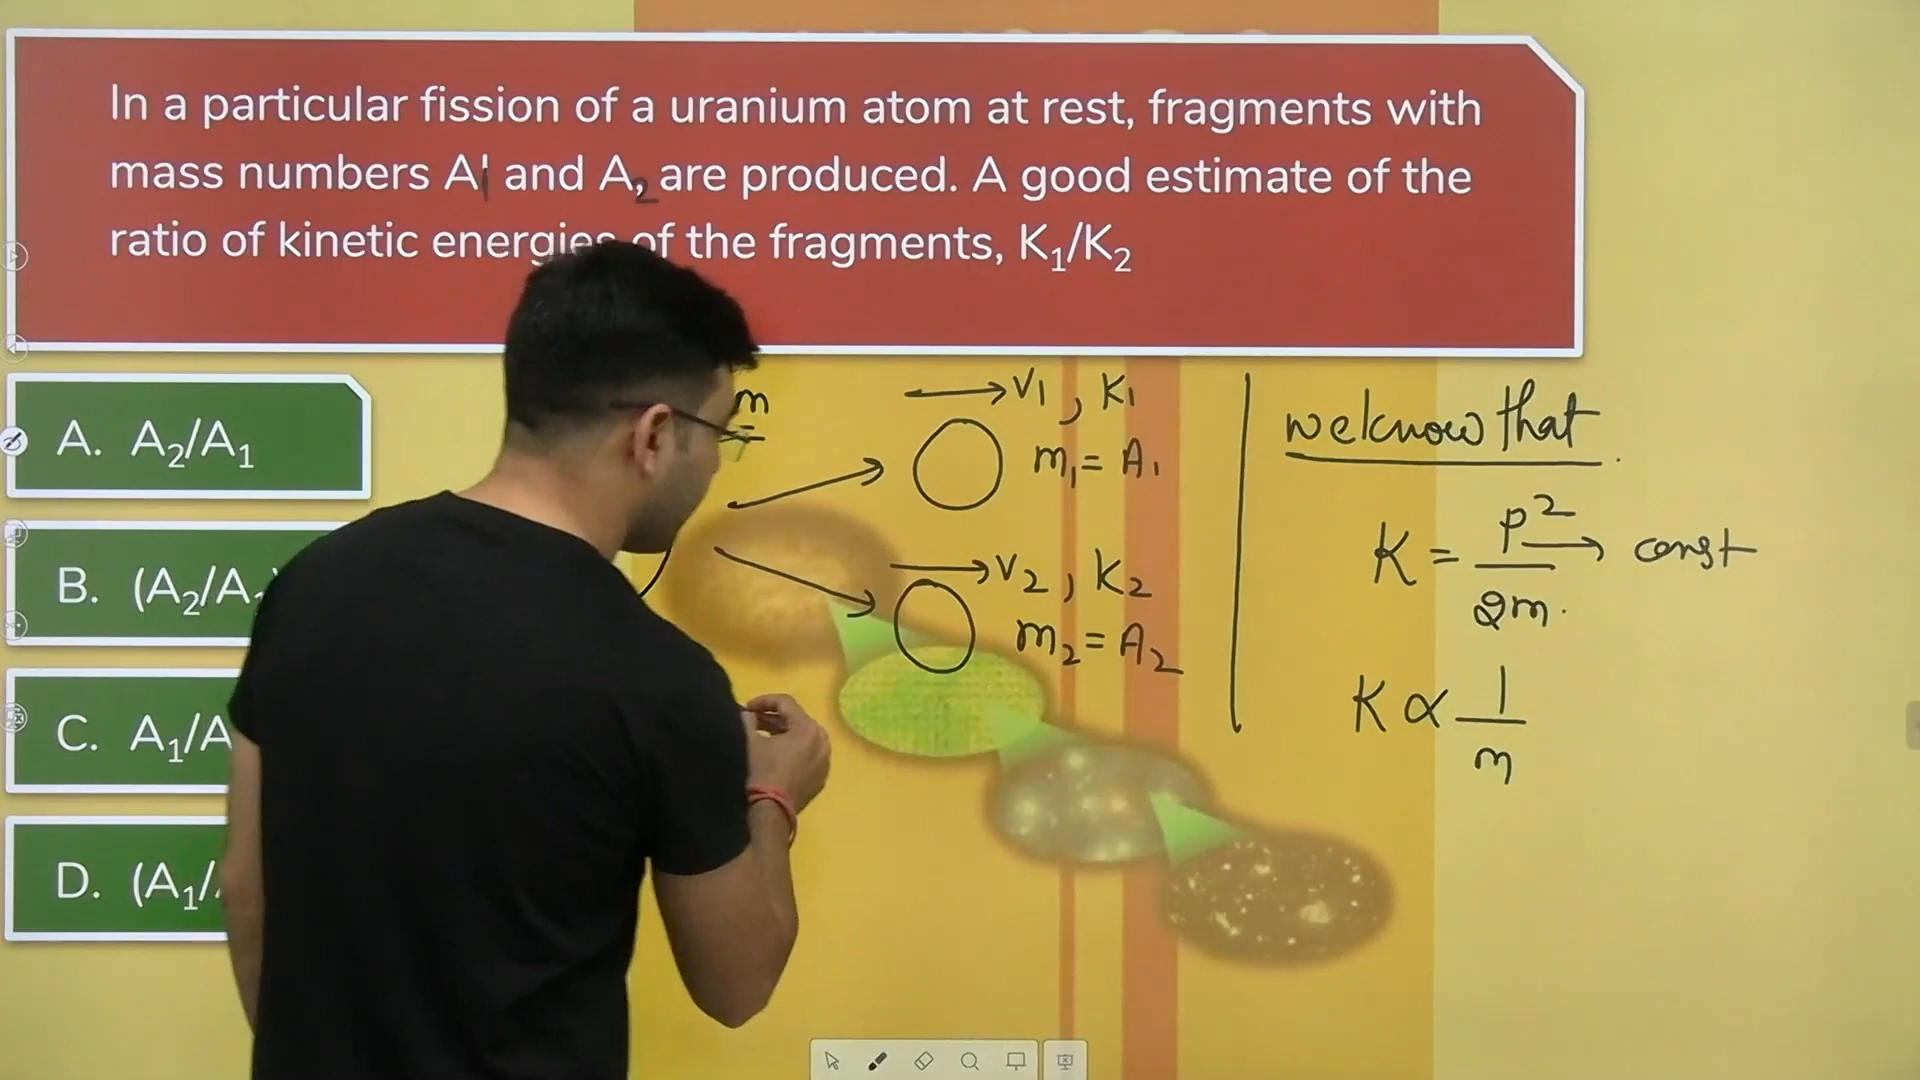 In a particular fission of a uranium atom at rest, fragments with
mass numbers A1 and A,2 are produced. A good estimate of the
ratio of kinetic energies of the fragments, K₁/K₂
A. A₂/A₁
B. (A₂/A
C. A₁/A
D. (A₁/
m
V₁, K₁
m₁ = A₁
V₂, K₂
m₂ = A₂
we know that
K = p²/2m → const
K ∝ 1/m